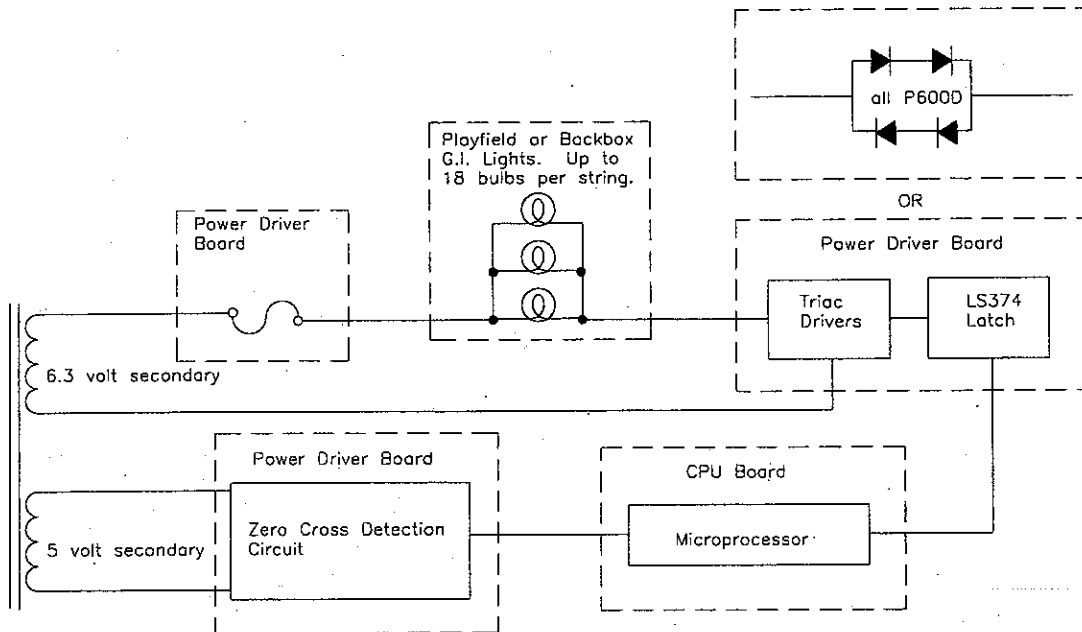 all P600D
Playfield or Backbox
G.I. Lights. Up to
18 bulbs per string.
OR
Power Driver
Board
Power Driver Board
Triac
Drivers
LS374
Latch
6.3 volt secondary
Power Driver Board
CPU Board
Zero Cross Detection
Circuit
Microprocessor
5 volt secondary